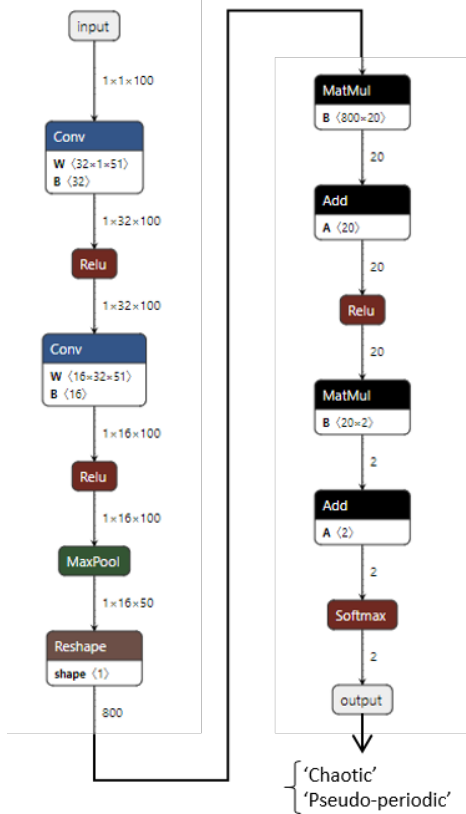 input
1×1×100
Conv
W ⟨32×1×51⟩
B ⟨32⟩
1×32×100
Relu
1×32×100
Conv
W ⟨16×32×51⟩
B ⟨16⟩
1×16×100
Relu
1×16×100
MaxPool
1×16×50
Reshape
shape ⟨1⟩
800
MatMul
B ⟨800×20⟩
20
Add
A ⟨20⟩
20
Relu
20
MatMul
B ⟨20×2⟩
2
Add
A ⟨2⟩
2
Softmax
2
output
‘Chaotic’
‘Pseudo-periodic’